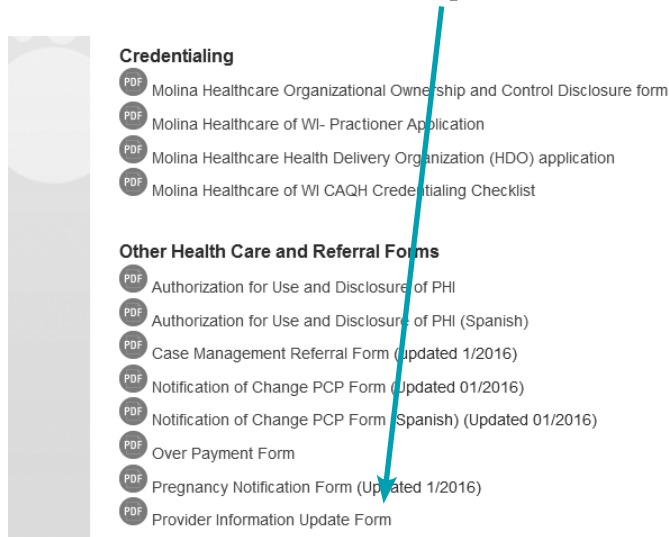 Credentialing
PDF Molina Healthcare Organizational Ownership and Control Disclosure form
PDF Molina Healthcare of WI- Practioner Application
PDF Molina Healthcare Health Delivery Organization (HDO) application
PDF Molina Healthcare of WI CAQH Credentialing Checklist
Other Health Care and Referral Forms
PDF Authorization for Use and Disclosure of PHI
PDF Authorization for Use and Disclosure of PHI (Spanish)
PDF Case Management Referral Form (updated 1/2016)
PDF Notification of Change PCP Form (Updated 01/2016)
PDF Notification of Change PCP Form (Spanish) (Updated 01/2016)
PDF Over Payment Form
PDF Pregnancy Notification Form (Updated 1/2016)
PDF Provider Information Update Form